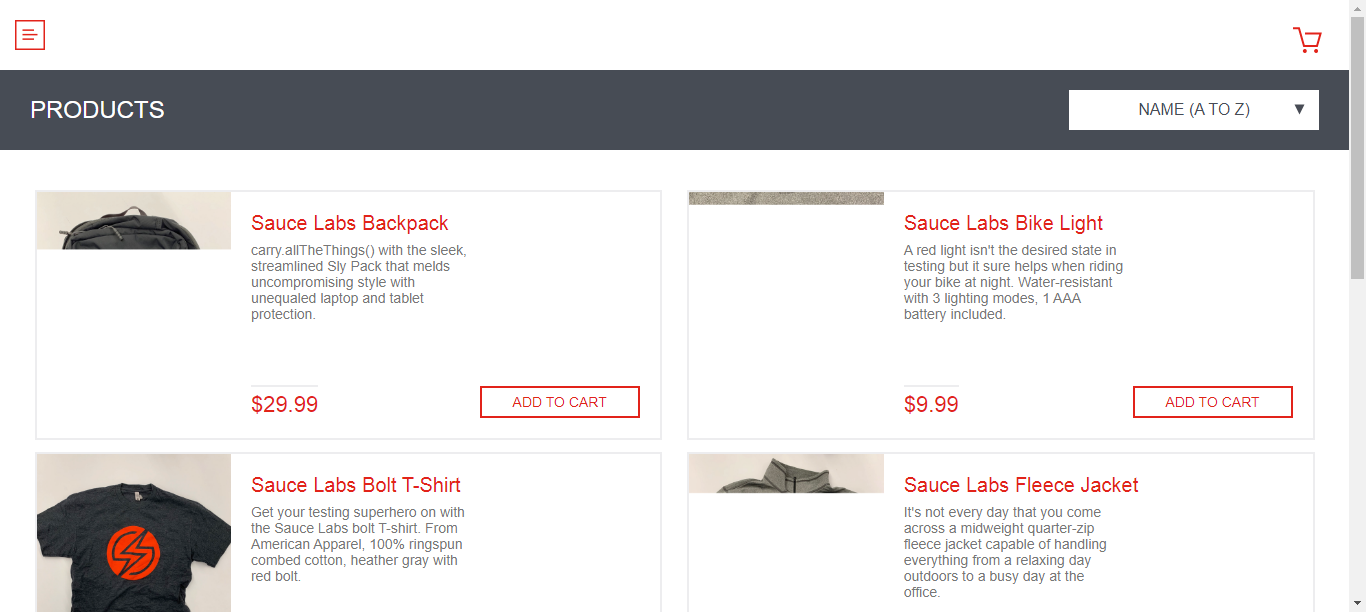 PRODUCTS
NAME (A TO Z)
Sauce Labs Backpack
carry.allTheThings() with the sleek,
streamlined Sly Pack that melds
uncompromising style with
unequaled laptop and tablet
protection.
$29.99
ADD TO CART
Sauce Labs Bike Light
A red light isn't the desired state in
testing but it sure helps when riding
your bike at night. Water-resistant
with 3 lighting modes, 1 AAA
battery included.
$9.99
ADD TO CART
Sauce Labs Bolt T-Shirt
Get your testing superhero on with
the Sauce Labs bolt T-shirt. From
American Apparel, 100% ringspun
combed cotton, heather gray with
red bolt.
Sauce Labs Fleece Jacket
It's not every day that you come
across a midweight quarter-zip
fleece jacket capable of handling
everything from a relaxing day
outdoors to a busy day at the
office.